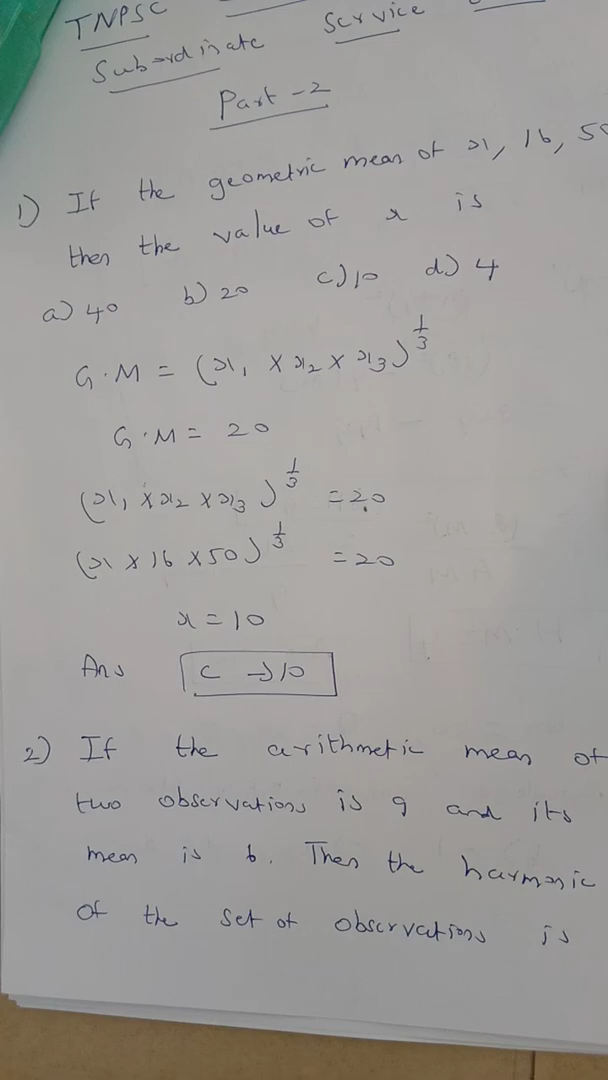 TNPSC
Subordinate Service
Part - 2
1) If the geometric mean of x, 16, 50
then the value of x is
a) 40 b) 20 c) 10 d) 4
G.M = (x₁ × x₂ × x₃)^1/3
G.M = 20
(x₁ × x₂ × x₃)^1/3 = 20
(x × 16 × 50)^1/3 = 20
x = 10
Ans c → 10
2) If the arithmetic mean of
two observations is 9 and its
mean is 6. Then the harmonic
of the set of observations is